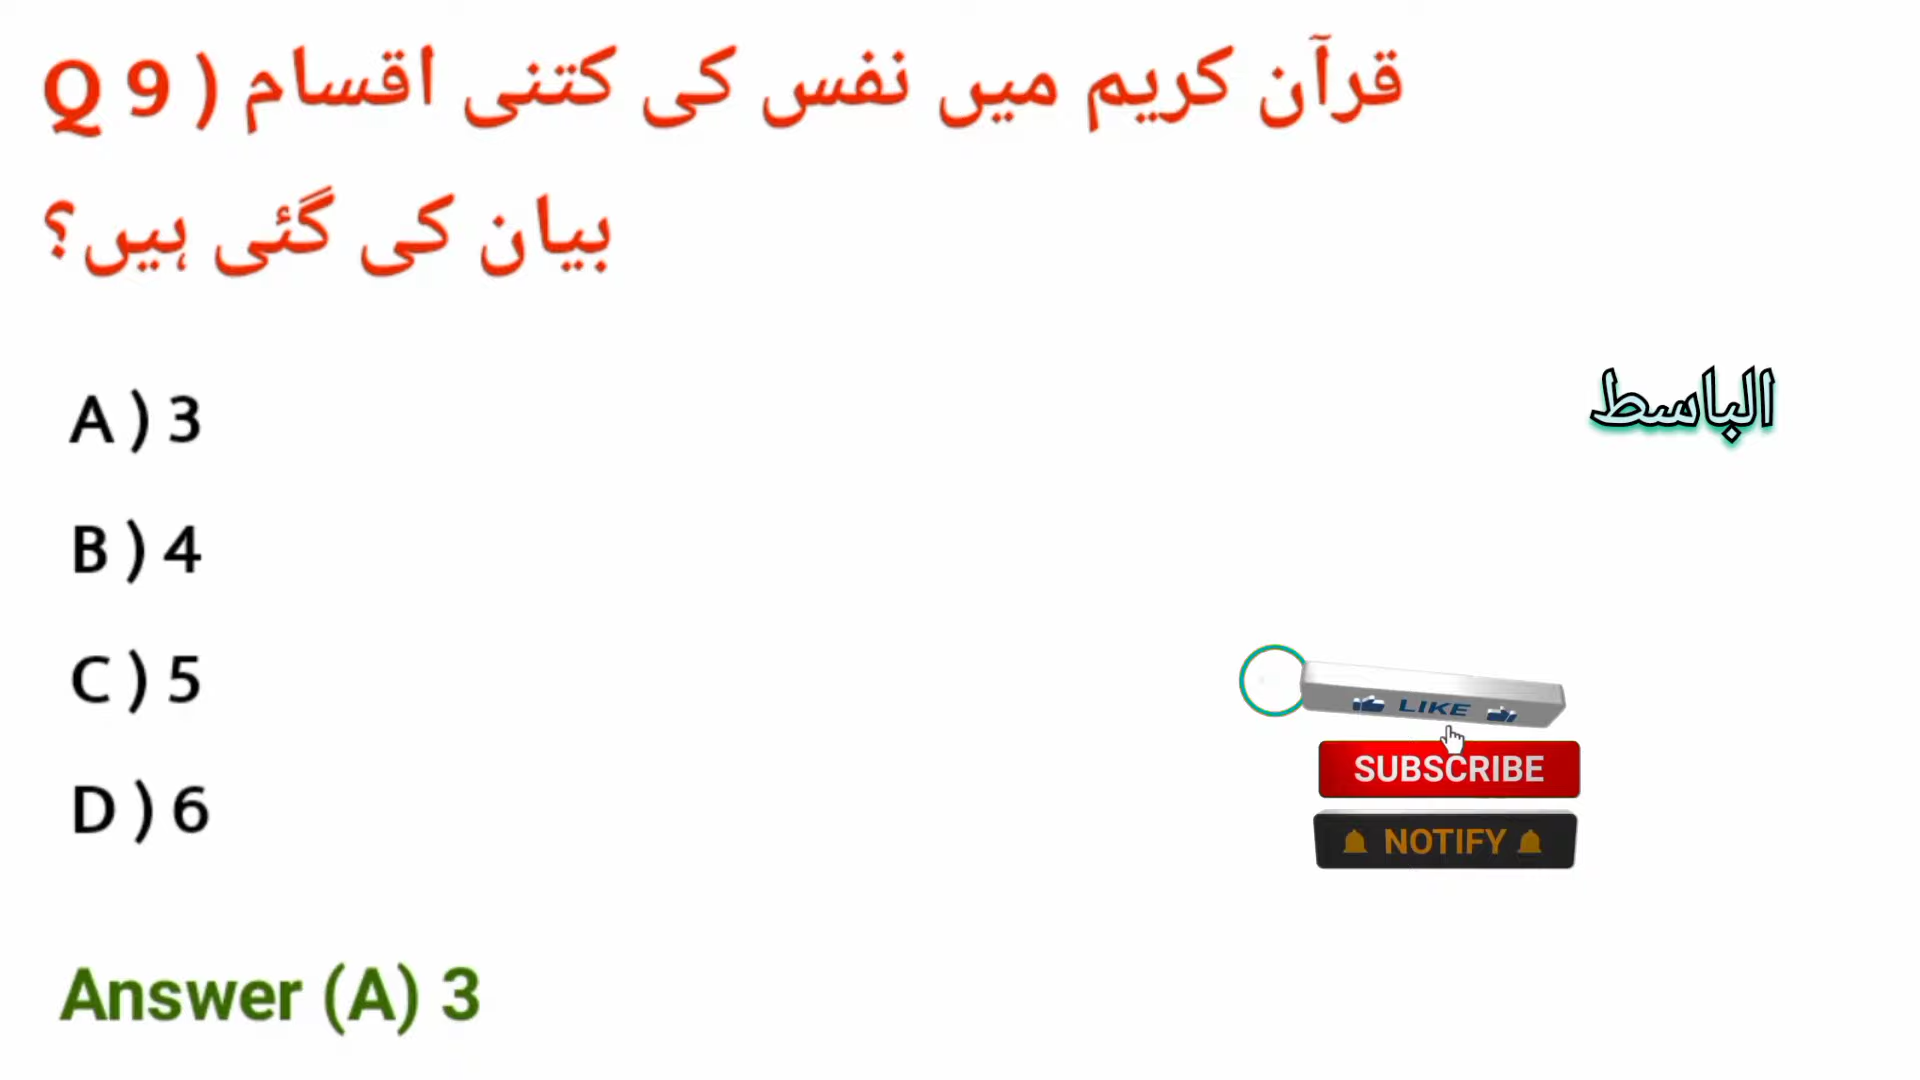 Q 9 ) قرآن کریم میں نفس کی کتنی اقسام
بیان کی گئی ہیں؟
A ) 3
الباسط
B ) 4
C ) 5
LIKE
SUBSCRIBE
D ) 6
NOTIFY
Answer (A) 3